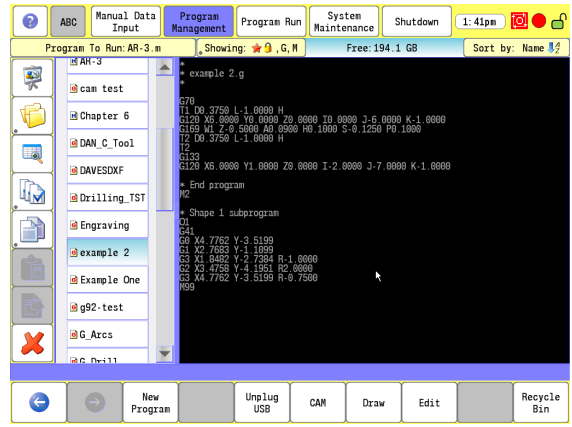 ?
ABC
Manual Data Input
Program Management
Program Run
System Maintenance
Shutdown
1:41pm
Program To Run: AR-3.m
Showing: , G, M
Free: 194.1 GB
Sort by: Name
AR-3
cam test
Chapter 6
DAN_C_Tool
DAVESDXF
Drilling_TST
Engraving
example 2
Example One
g92-test
G_Arcs
G_Drill
*
* example 2.g
*
G70
T1 D0.3750 L-1.0000 H
G120 X6.0000 Y0.0000 Z0.0000 I0.0000 J-6.0000 K-1.0000
G169 W1 Z-0.5000 A0.0900 H0.1000 S-0.1250 P0.1000
T2 D0.3750 L-1.0000 H
T2
G133
G120 X6.0000 Y1.0000 Z0.0000 I-2.0000 J-7.0000 K-1.0000
* End program
M2
* Shape 1 subprogram
O1
G41
G0 X4.7762 Y-3.5199
G1 X2.7683 Y-1.1099
G3 X1.8482 Y-2.7384 R-1.0000
G2 X3.4758 Y-4.1951 R2.0000
G3 X4.7762 Y-3.5199 R-0.7500
M99
New Program
Unplug USB
CAM
Draw
Edit
Recycle Bin